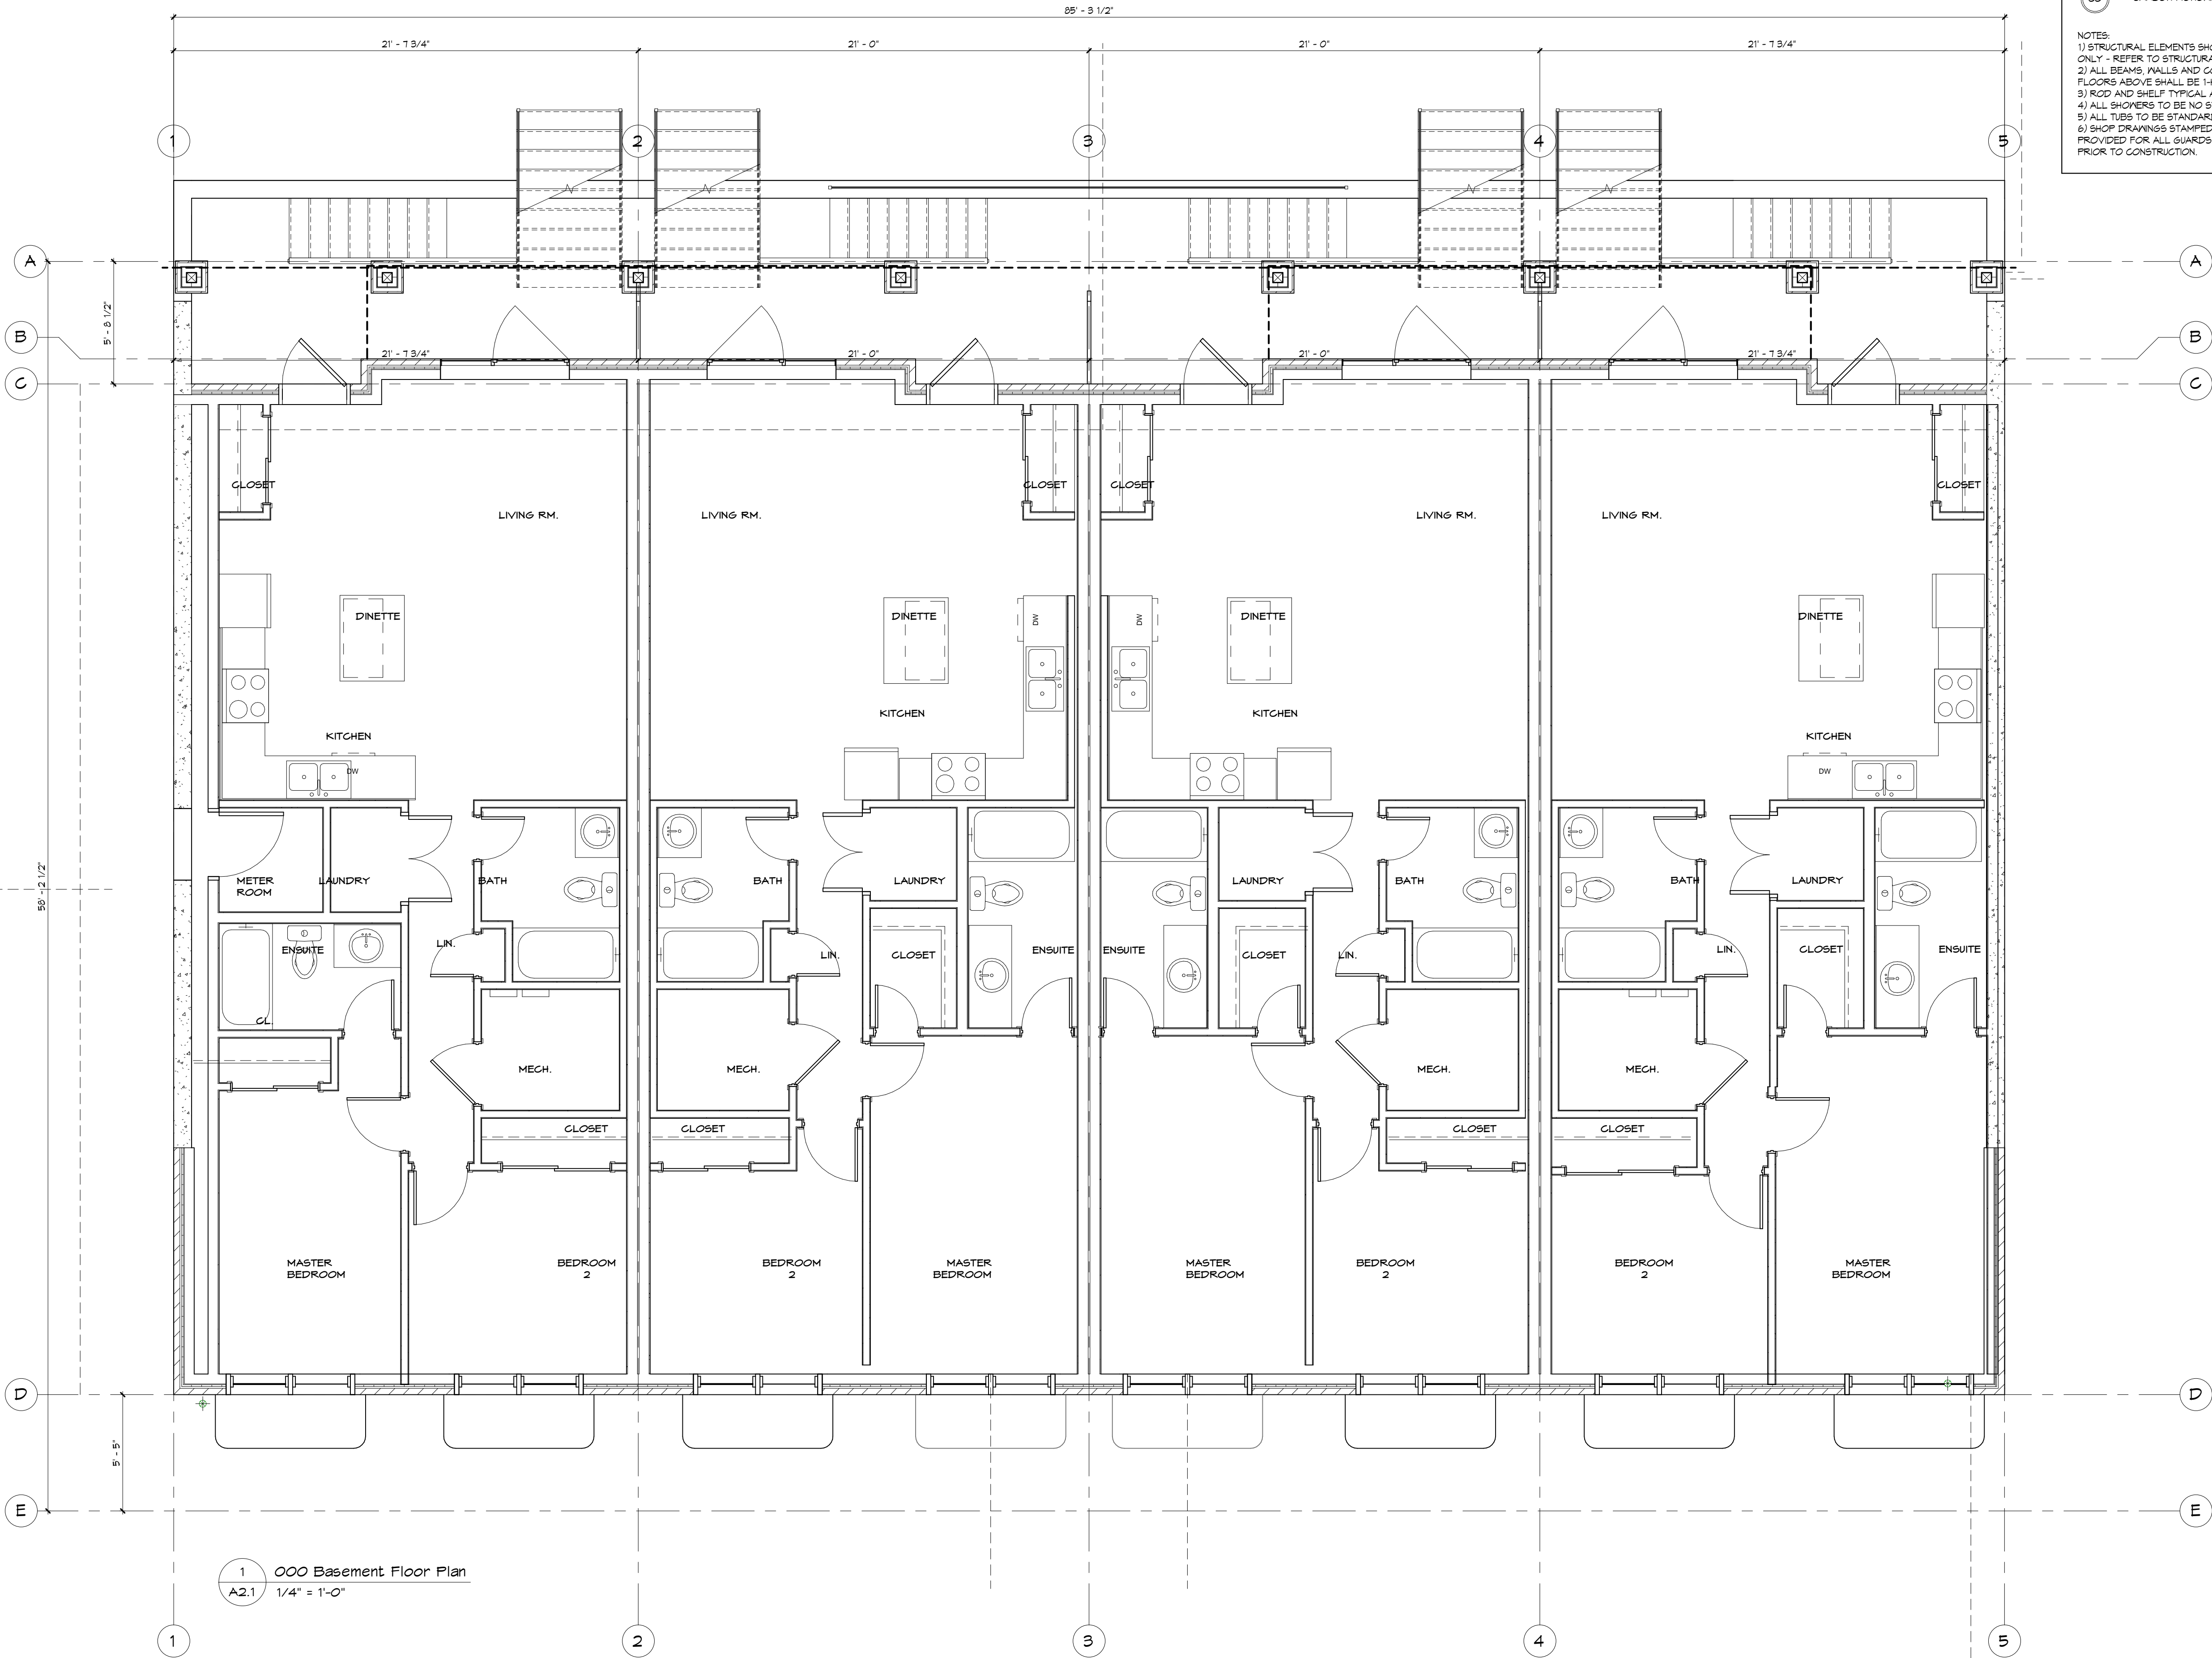 85' - 3 1/2"
21' - 7 3/4" 21' - 0" 21' - 0" 21' - 7 3/4"
NOTES:
1) STRUCTURAL ELEMENTS
ONLY - REFER TO
2) ALL BEAMS, WALLS AND
FLOORS ABOVE SHALL BE
3) ROD AND SHELF TYPICAL
4) ALL SHOWERS TO BE NO
5) ALL TUBS TO BE
6) SHOP DRAWINGS STAMPED
PROVIDED FOR ALL GUARDS
PRIOR TO CONSTRUCTION.
1 2 3 4 5
A A
5' - 8 1/2"
B B
21' - 7 3/4" 21' - 0" 21' - 0" 21' - 7 3/4"
C C
CLOSET CLOSET CLOSET CLOSET
LIVING RM. LIVING RM. LIVING RM. LIVING RM.
DINETTE DINETTE DINETTE DINETTE
DW DW
KITCHEN KITCHEN
KITCHEN KITCHEN
DW DW
58' - 2 1/2"
METER
ROOM
LAUNDRY BATH BATH LAUNDRY LAUNDRY BATH BATH LAUNDRY
LIN. LIN. LIN. LIN.
ENSUITE CLOSET ENSUITE ENSUITE CLOSET CLOSET ENSUITE
CL.
MECH. MECH. MECH. MECH.
CLOSET CLOSET CLOSET CLOSET
MASTER
BEDROOM
BEDROOM
2
BEDROOM
2
MASTER
BEDROOM
MASTER
BEDROOM
BEDROOM
2
BEDROOM
2
MASTER
BEDROOM
D D
5' - 5"
E E
1 000 Basement Floor Plan
A2.1 1/4" = 1'-0"
1 2 3 4 5